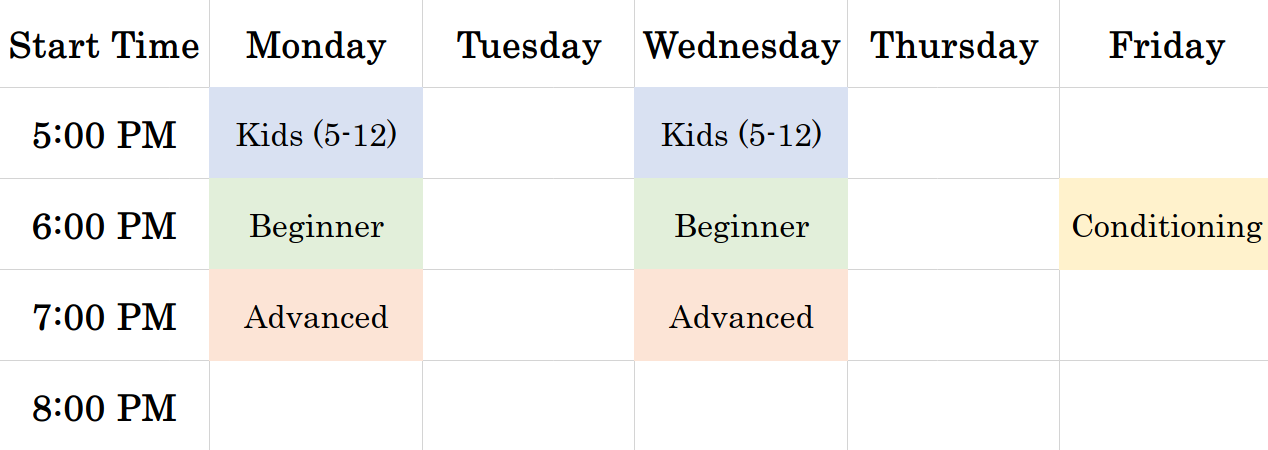 Start Time Monday Tuesday Wednesday Thursday Friday
5:00 PM Kids (5-12) Kids (5-12)
6:00 PM Beginner Beginner Conditioning
7:00 PM Advanced Advanced
8:00 PM